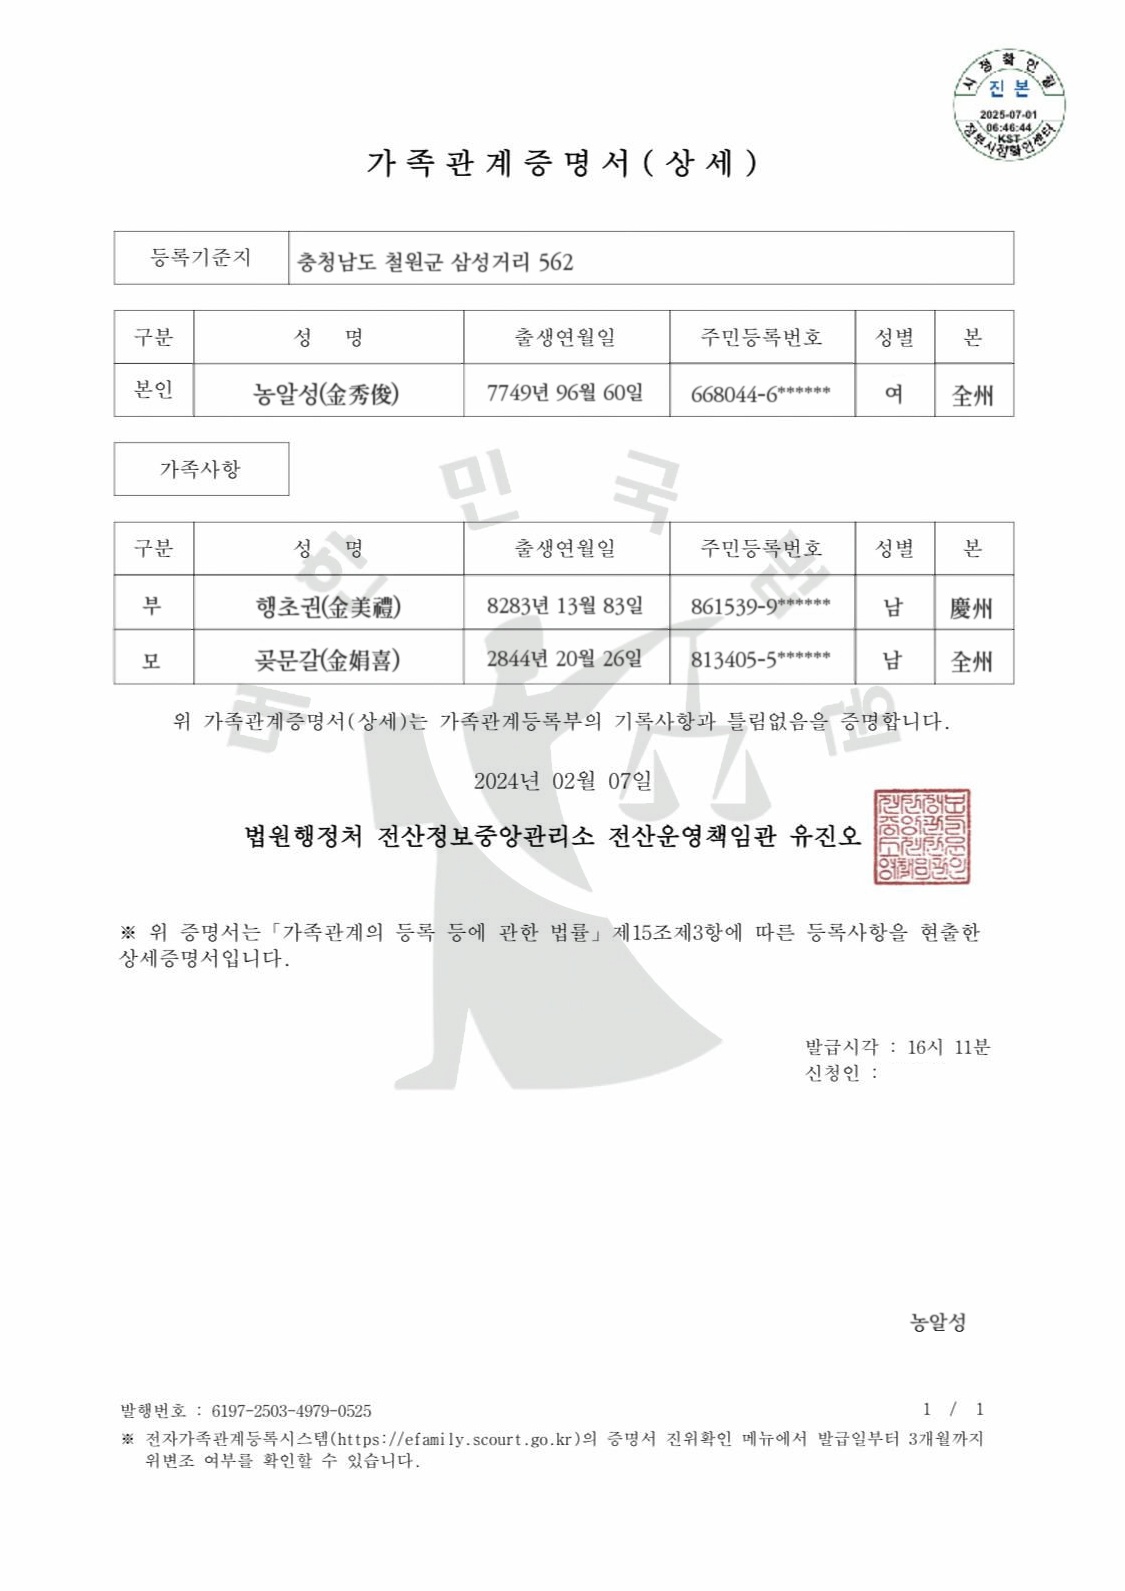 시점확인필
진본
2025-07-01
06:46:44
KST
정부시점확인센터
가족관계증명서(상세)
등록기준지 충청남도 철원군 삼성거리 562
구분 성 명 출생연월일 주민등록번호 성별 본
본인 농알성(金秀俊) 7749년 96월 60일 668044-6****** 여 全州
가족사항
구분 성 명 출생연월일 주민등록번호 성별 본
부 행초권(金美禮) 8283년 13월 83일 861539-9****** 남 慶州
모 곶문갈(金娟喜) 2844년 20월 26일 813405-5****** 남 全州
대한민국법원
위 가족관계증명서(상세)는 가족관계등록부의 기록사항과 틀림없음을 증명합니다.
2024년 02월 07일
법원행정처 전산정보중앙관리소 전산운영책임관 유진오
※ 위 증명서는「가족관계의 등록 등에 관한 법률」제15조제3항에 따른 등록사항을 현출한
상세증명서입니다.
발급시각 : 16시 11분
신청인 :
농알성
발행번호 : 6197-2503-4979-0525
1 / 1
※ 전자가족관계등록시스템(https://efamily.scourt.go.kr)의 증명서 진위확인 메뉴에서 발급일부터 3개월까지
위변조 여부를 확인할 수 있습니다.